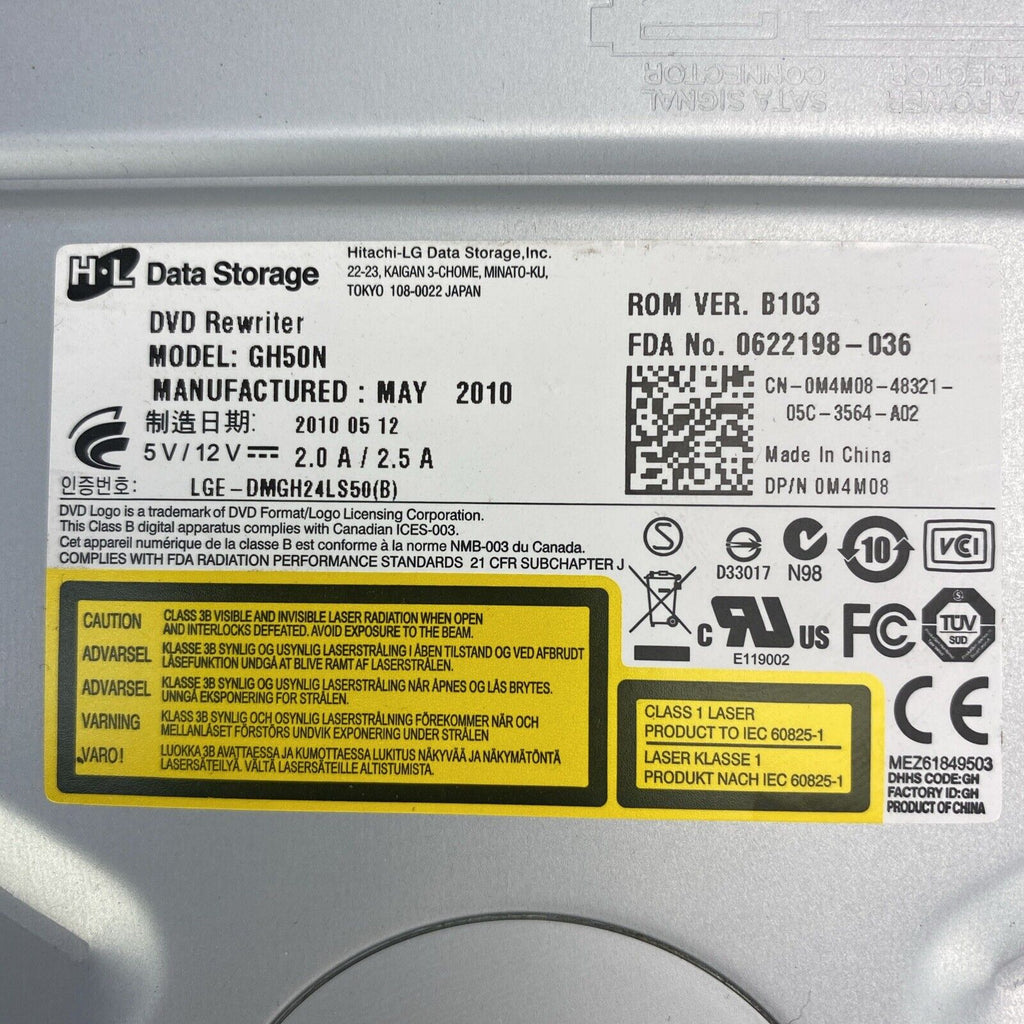 SATA SIGNAL
CONNECTOR
A POWER
H·L Data Storage
Hitachi-LG Data Storage,Inc.
22-23, KAIGAN 3-CHOME, MINATO-KU,
TOKYO 108-0022 JAPAN
DVD Rewriter
MODEL: GH50N
MANUFACTURED : MAY 2010
制造日期: 2010 05 12
5 V / 12 V 2.0 A / 2.5 A
인증번호: LGE-DMGH24LS50(B)
ROM VER. B103
FDA No. 0622198-036
CN-0M4M08-48321-
05C-3564-A02
Made In China
DP/N 0M4M08
DVD Logo is a trademark of DVD Format/Logo Licensing Corporation.
This Class B digital apparatus complies with Canadian ICES-003.
Cet appareil numérique de la classe B est conforme à la norme NMB-003 du Canada.
COMPLIES WITH FDA RADIATION PERFORMANCE STANDARDS 21 CFR SUBCHAPTER J
S
D33017
N98
10
VCI
c UR US
E119002
FC
S
TÜV
SÜD
CE
CAUTION CLASS 3B VISIBLE AND INVISIBLE LASER RADIATION WHEN OPEN
AND INTERLOCKS DEFEATED. AVOID EXPOSURE TO THE BEAM.
ADVARSEL KLASSE 3B SYNLIG OG USYNLIG LASERSTRÅLING I ÅBEN TILSTAND OG VED AFBRUDT
LÅSEFUNKTION UNDGÅ AT BLIVE RAMT AF LASERSTRÅLEN.
ADVARSEL KLASSE 3B SYNLIG OG USYNLIG LASERSTRÅLING NÅR ÅPNES OG LÅS BRYTES.
UNNGÅ EKSPONERING FOR STRÅLEN.
VARNING KLASS 3B SYNLIG OCH OSYNLIG LASERSTRÅLNING FÖREKOMMER NÄR OCH
MELLANLÅSET FÖRSTÖRS UNDVIK EXPONERING UNDER STRÅLEN
VARO! LUOKKA 3B AVATTAESSA JA KUMOTTAESSA LUKITUS NÄKYVÄÄ JA NÄKYMÄTÖNTÄ
LASERSÄTEILYÄ. VÄLTÄ LASERSÄTEILLE ALTISTUMISTA.
CLASS 1 LASER
PRODUCT TO IEC 60825-1
LASER KLASSE 1
PRODUKT NACH IEC 60825-1
MEZ61849503
DHHS CODE:GH
FACTORY ID:GH
PRODUCT OF CHINA